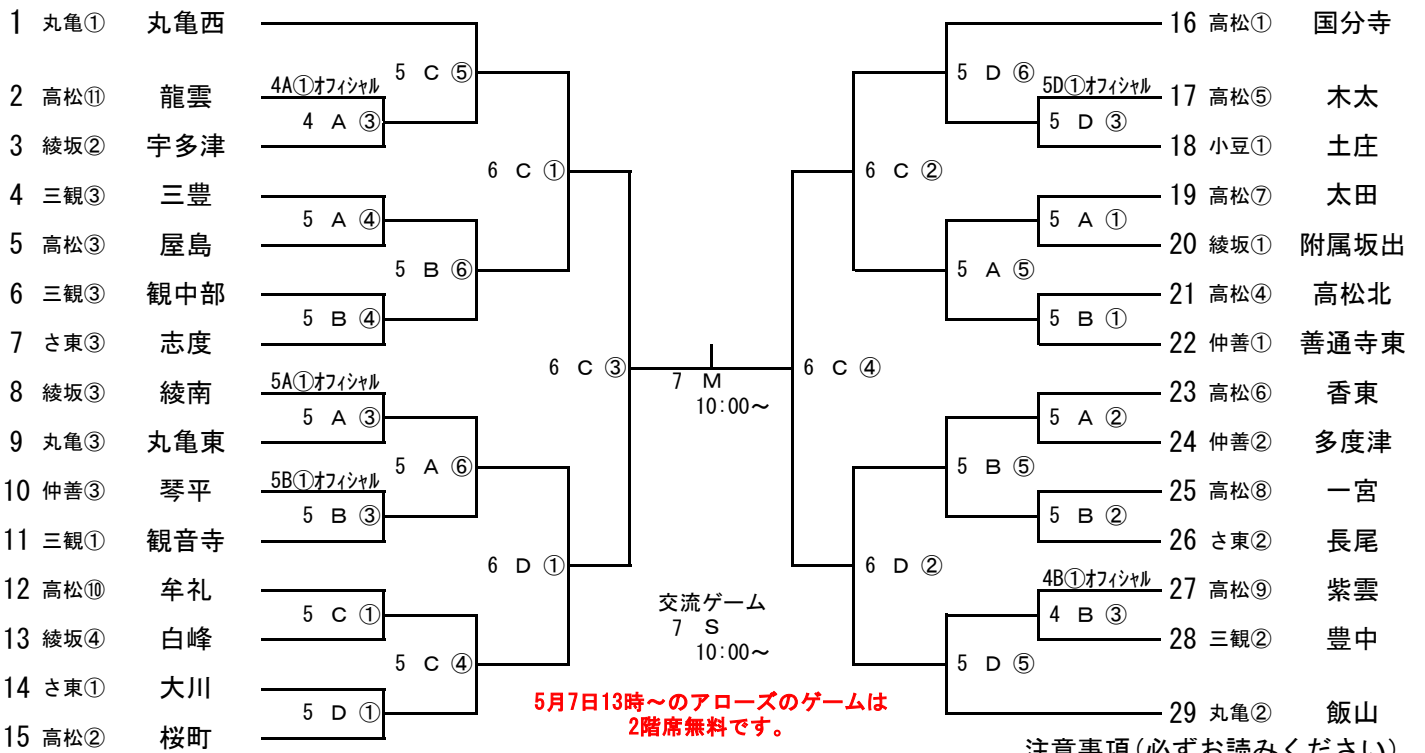 1 丸亀① 丸亀西
5 C ⑤
2 高松⑪ 龍雲 4A①オフィシャル
4 A ③
3 綾坂② 宇多津
6 C ①
4 三観③ 三豊
5 A ④
5 高松③ 屋島
5 B ⑥
6 三観③ 観中部
5 B ④
7 さ東③ 志度
6 C ③
8 綾坂③ 綾南 5A①オフィシャル
5 A ③
9 丸亀③ 丸亀東
5 A ⑥
10 仲善③ 琴平 5B①オフィシャル
5 B ③
11 三観① 観音寺
6 D ①
12 高松⑩ 牟礼
5 C ①
13 綾坂④ 白峰
5 C ④
14 さ東① 大川
5 D ①
15 高松② 桜町
7 M
10:00～
交流ゲーム
7 S
10:00～
5月7日13時～のアローズのゲームは
2階席無料です。
16 高松① 国分寺
5 D ⑥
5D①オフィシャル 17 高松⑤ 木太
5 D ③
18 小豆① 土庄
6 C ②
19 高松⑦ 太田
5 A ①
20 綾坂① 附属坂出
5 A ⑤
21 高松④ 高松北
5 B ①
22 仲善① 善通寺東
6 C ④
23 高松⑥ 香東
5 A ②
24 仲善② 多度津
5 B ⑤
25 高松⑧ 一宮
5 B ②
26 さ東② 長尾
6 D ②
4B①オフィシャル 27 高松⑨ 紫雲
4 B ③
28 三観② 豊中
5 D ⑤
29 丸亀② 飯山
注意事項(必ずお読みください)